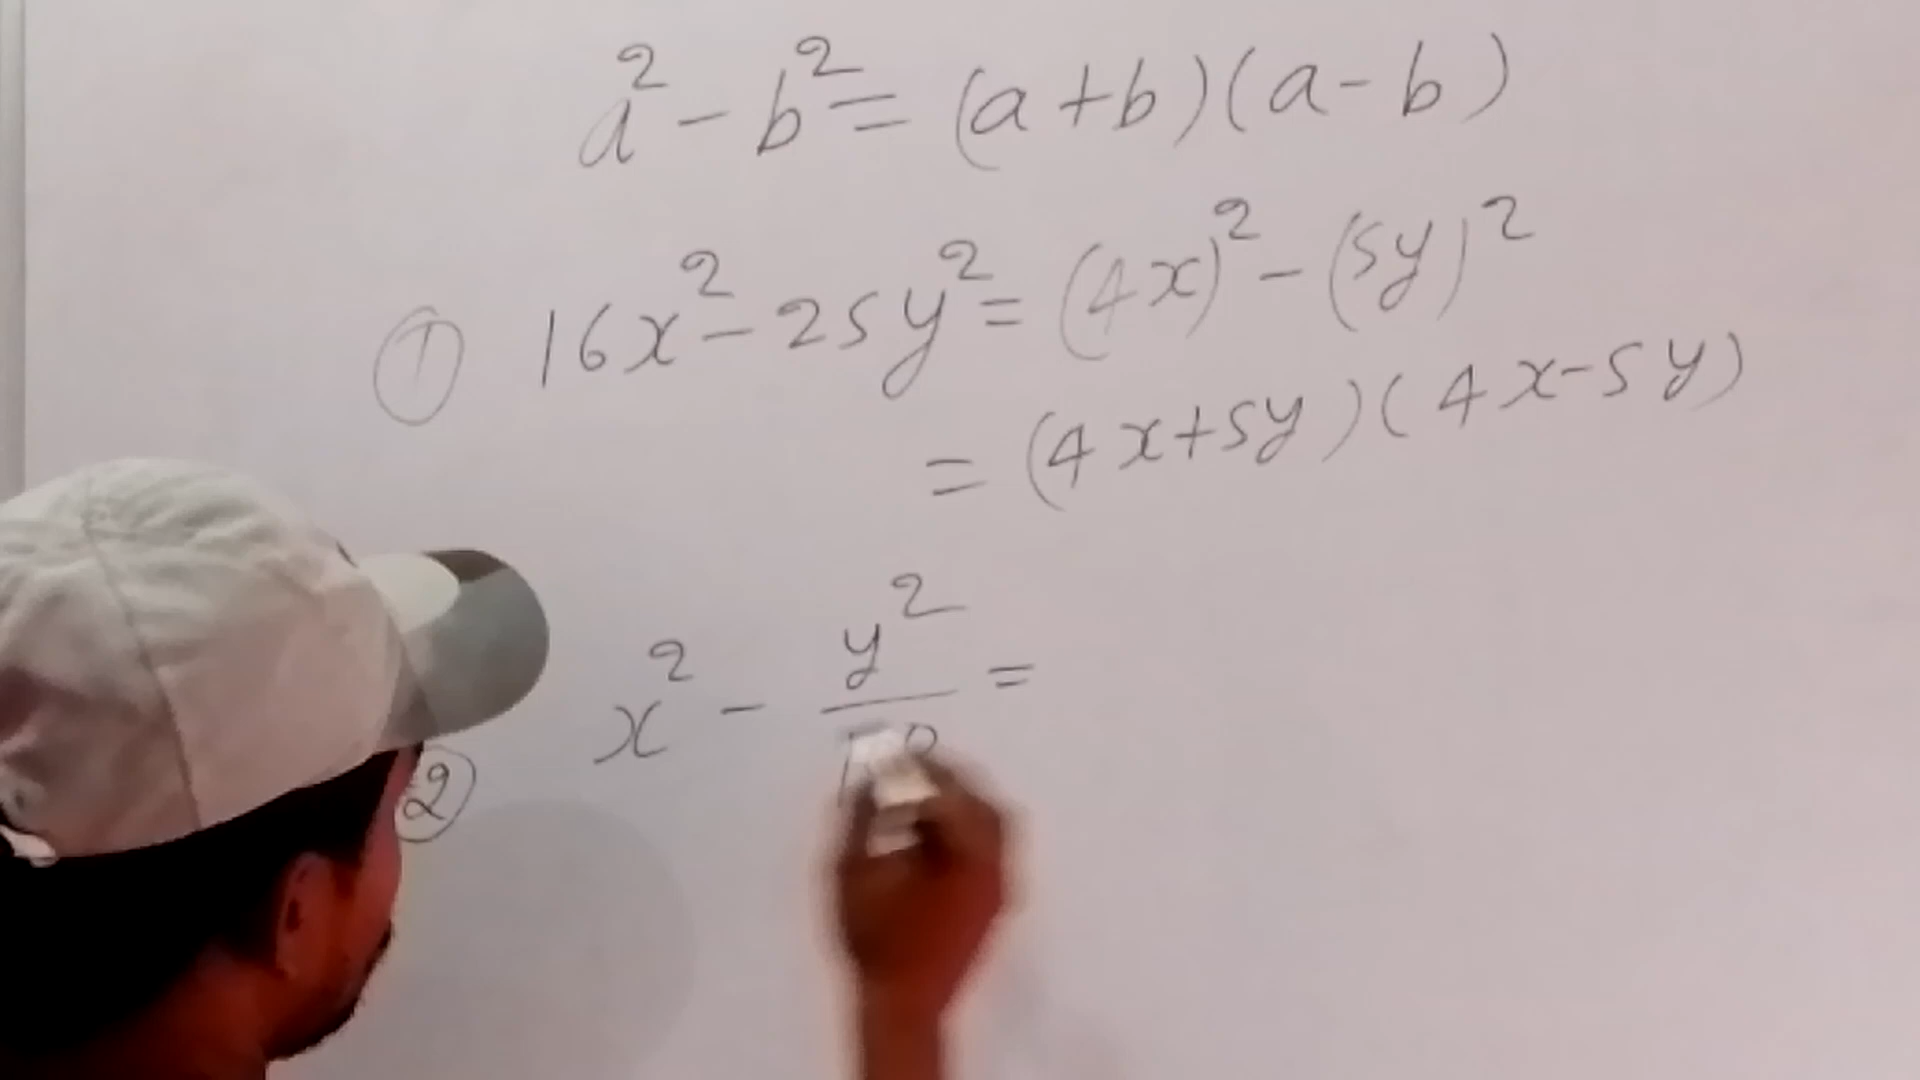 a² - b² = (a+b)(a-b)
① 16x² - 25y² = (4x)² - (5y)²
= (4x+5y)(4x-5y)
② x² - y²/
=